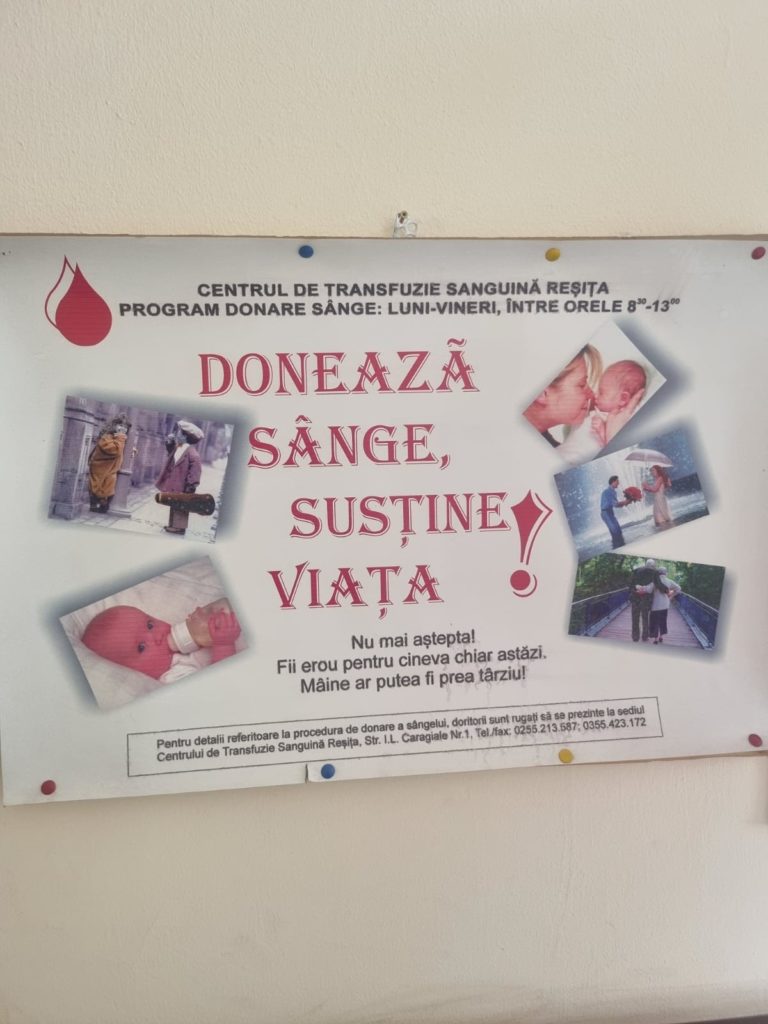 CENTRUL DE TRANSFUZIE SANGUINĂ REȘIȚA
PROGRAM DONARE SÂNGE: LUNI-VINERI, ÎNTRE ORELE 8³⁰-13⁰⁰
DONEAZÃ
SÂNGE,
SUSȚINE
VIAȚA !
Nu mai aștepta!
Fii erou pentru cineva chiar astăzi.
Mâine ar putea fi prea târziu!
Pentru detalii referitoare la procedura de donare a sângelui, doritorii sunt rugați să se prezinte la sediul
Centrului de Transfuzie Sanguină Reșița, Str. I.L. Caragiale Nr.1, Tel./fax: 0255.213.587; 0355.423.172